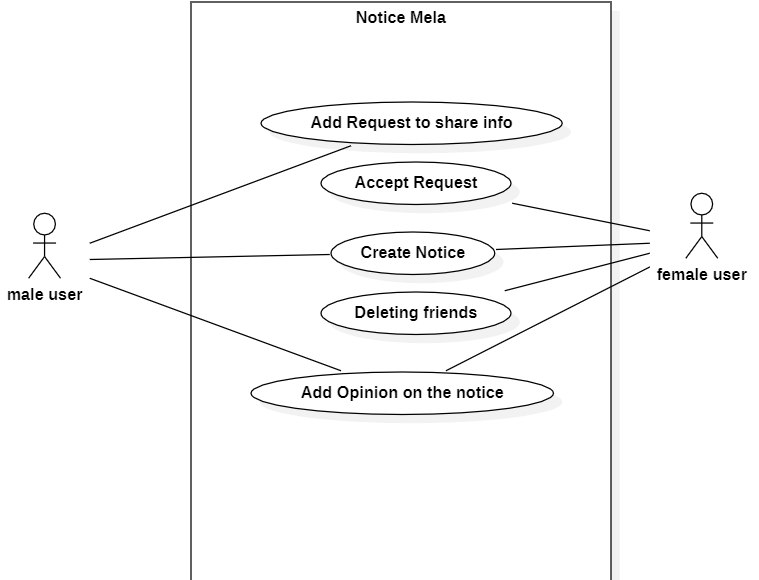 Notice Mela
Add Request to share info
Accept Request
Create Notice
Deleting friends
Add Opinion on the notice
male user
female user